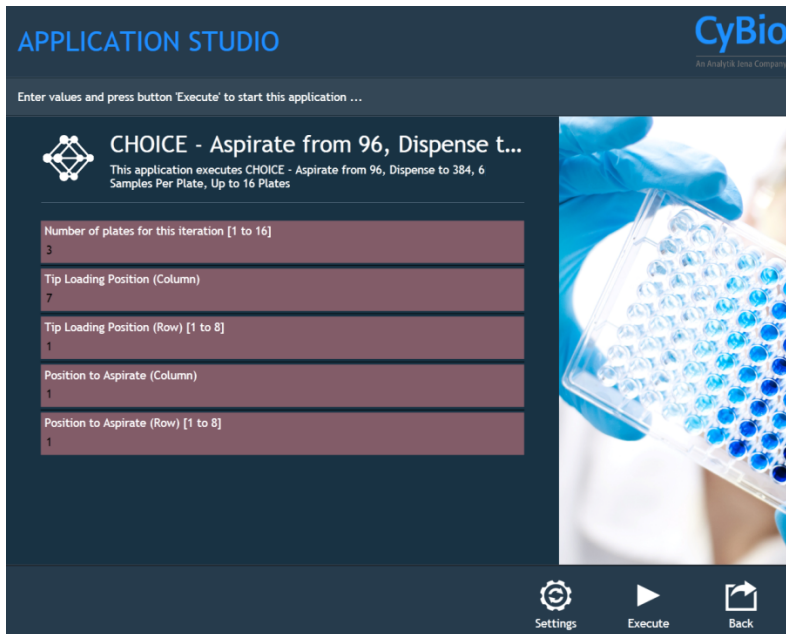 APPLICATION STUDIO
CyBio
An Analytik Jena Company
Enter values and press button 'Execute' to start this application ...
CHOICE - Aspirate from 96, Dispense t...
This application executes CHOICE - Aspirate from 96, Dispense to 384, 6
Samples Per Plate, Up to 16 Plates
Number of plates for this iteration [1 to 16]
3
Tip Loading Position (Column)
7
Tip Loading Position (Row) [1 to 8]
1
Position to Aspirate (Column)
1
Position to Aspirate (Row) [1 to 8]
1
Settings
Execute
Back